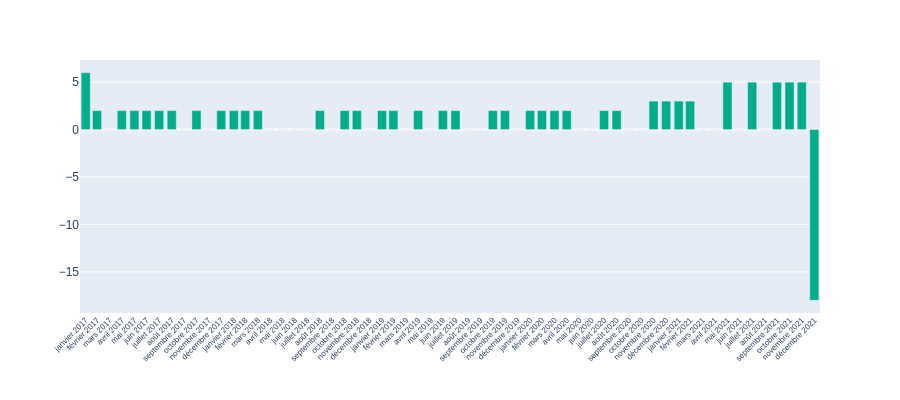 5
0
−5
−10
−15
janvier 2017
février 2017
mars 2017
avril 2017
mai 2017
juin 2017
juillet 2017
août 2017
septembre 2017
octobre 2017
novembre 2017
décembre 2017
janvier 2018
février 2018
mars 2018
avril 2018
mai 2018
juin 2018
juillet 2018
août 2018
septembre 2018
octobre 2018
novembre 2018
décembre 2018
janvier 2019
février 2019
mars 2019
avril 2019
mai 2019
juin 2019
juillet 2019
août 2019
septembre 2019
octobre 2019
novembre 2019
décembre 2019
janvier 2020
février 2020
mars 2020
avril 2020
mai 2020
juin 2020
juillet 2020
août 2020
septembre 2020
octobre 2020
novembre 2020
décembre 2020
janvier 2021
février 2021
mars 2021
avril 2021
mai 2021
juin 2021
juillet 2021
août 2021
septembre 2021
octobre 2021
novembre 2021
décembre 2021